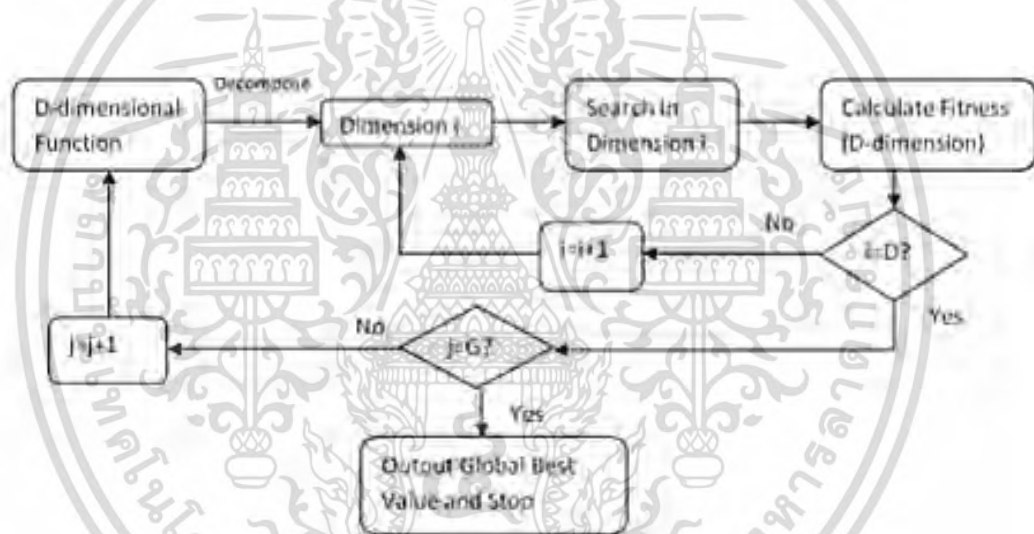 D-dimensional
Function
Decompose
Dimension i
Search in
Dimension i
Calculate Fitness
(D-dimension)
No
i=i+1
i=D?
Yes
No
j=j+1
j=G?
Yes
Output Global Best
Value and Stop